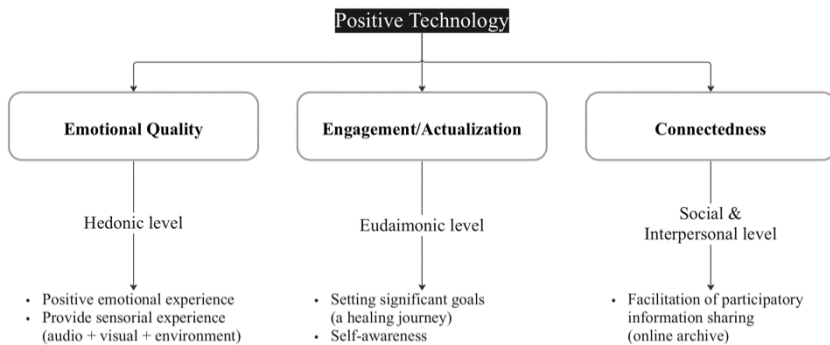 Positive Technology
Emotional Quality
Engagement/Actualization
Connectedness
Hedonic level
Eudaimonic level
Social &
Interpersonal level
• Positive emotional experience
• Provide sensorial experience
(audio + visual + environment)
• Setting significant goals
(a healing journey)
• Self-awareness
• Facilitation of participatory
information sharing
(online archive)